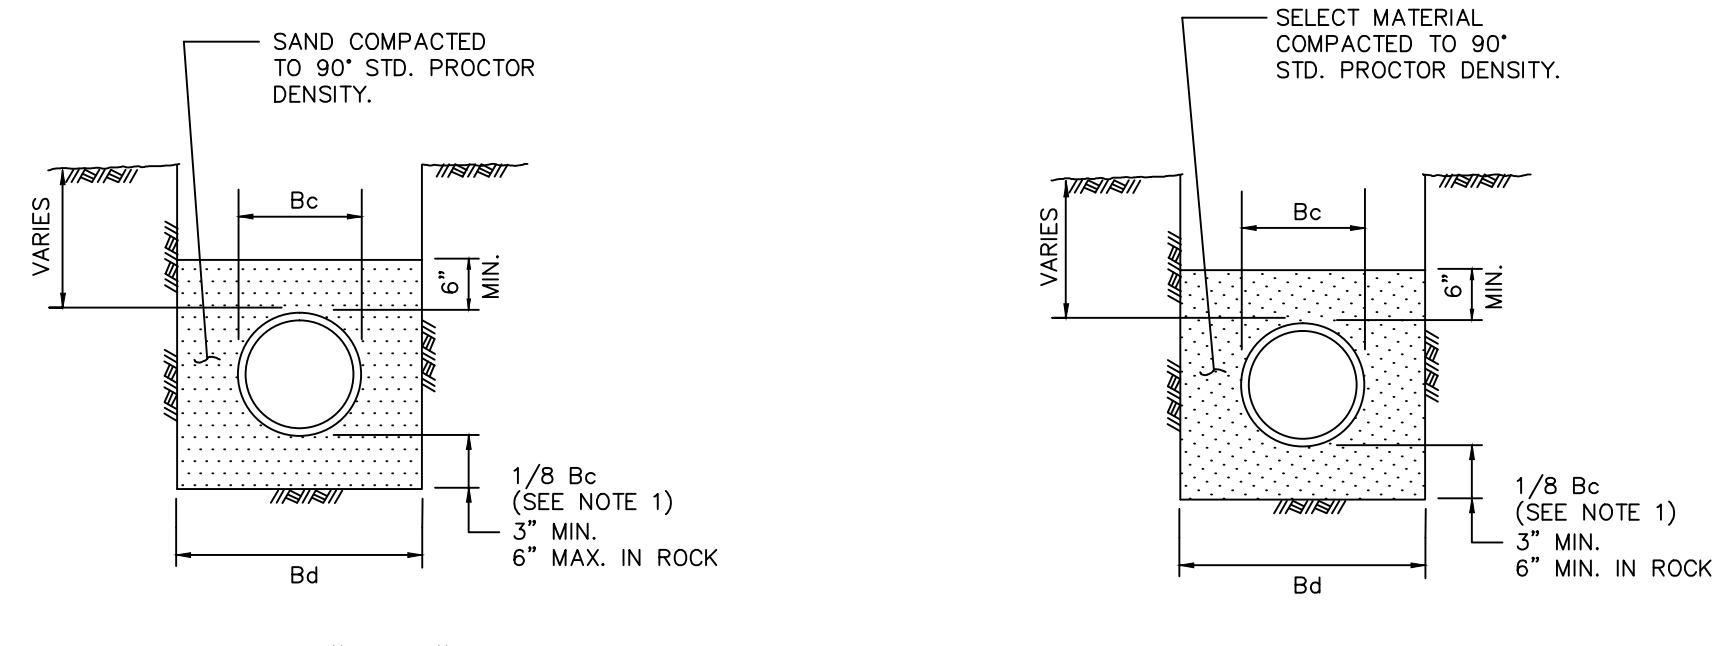 SAND COMPACTED
TO 90° STD. PROCTOR
DENSITY.
VARIES
Bc
6”
MIN.
1/8 Bc
(SEE NOTE 1)
3” MIN.
6” MAX. IN ROCK
Bd
SELECT MATERIAL
COMPACTED TO 90°
STD. PROCTOR DENSITY.
VARIES
Bc
6”
MIN.
1/8 Bc
(SEE NOTE 1)
3” MIN.
6” MIN. IN ROCK
Bd